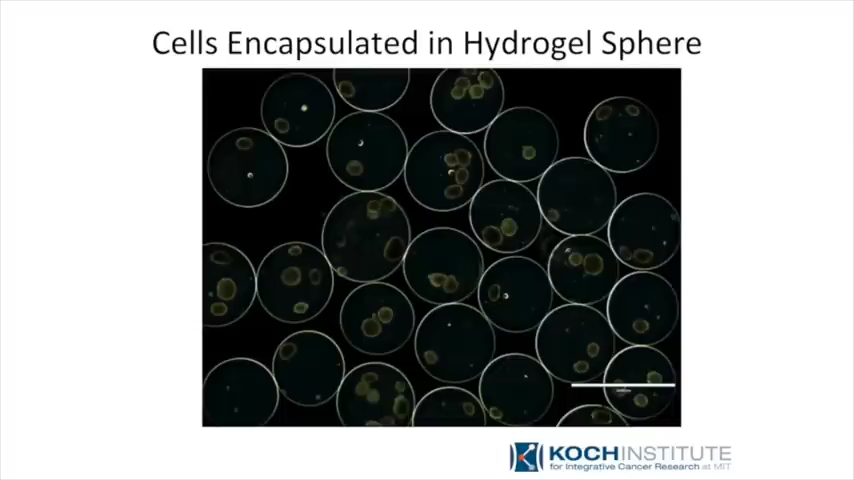 Cells Encapsulated in Hydrogel Sphere
KOCH INSTITUTE
for Integrative Cancer Research at MIT